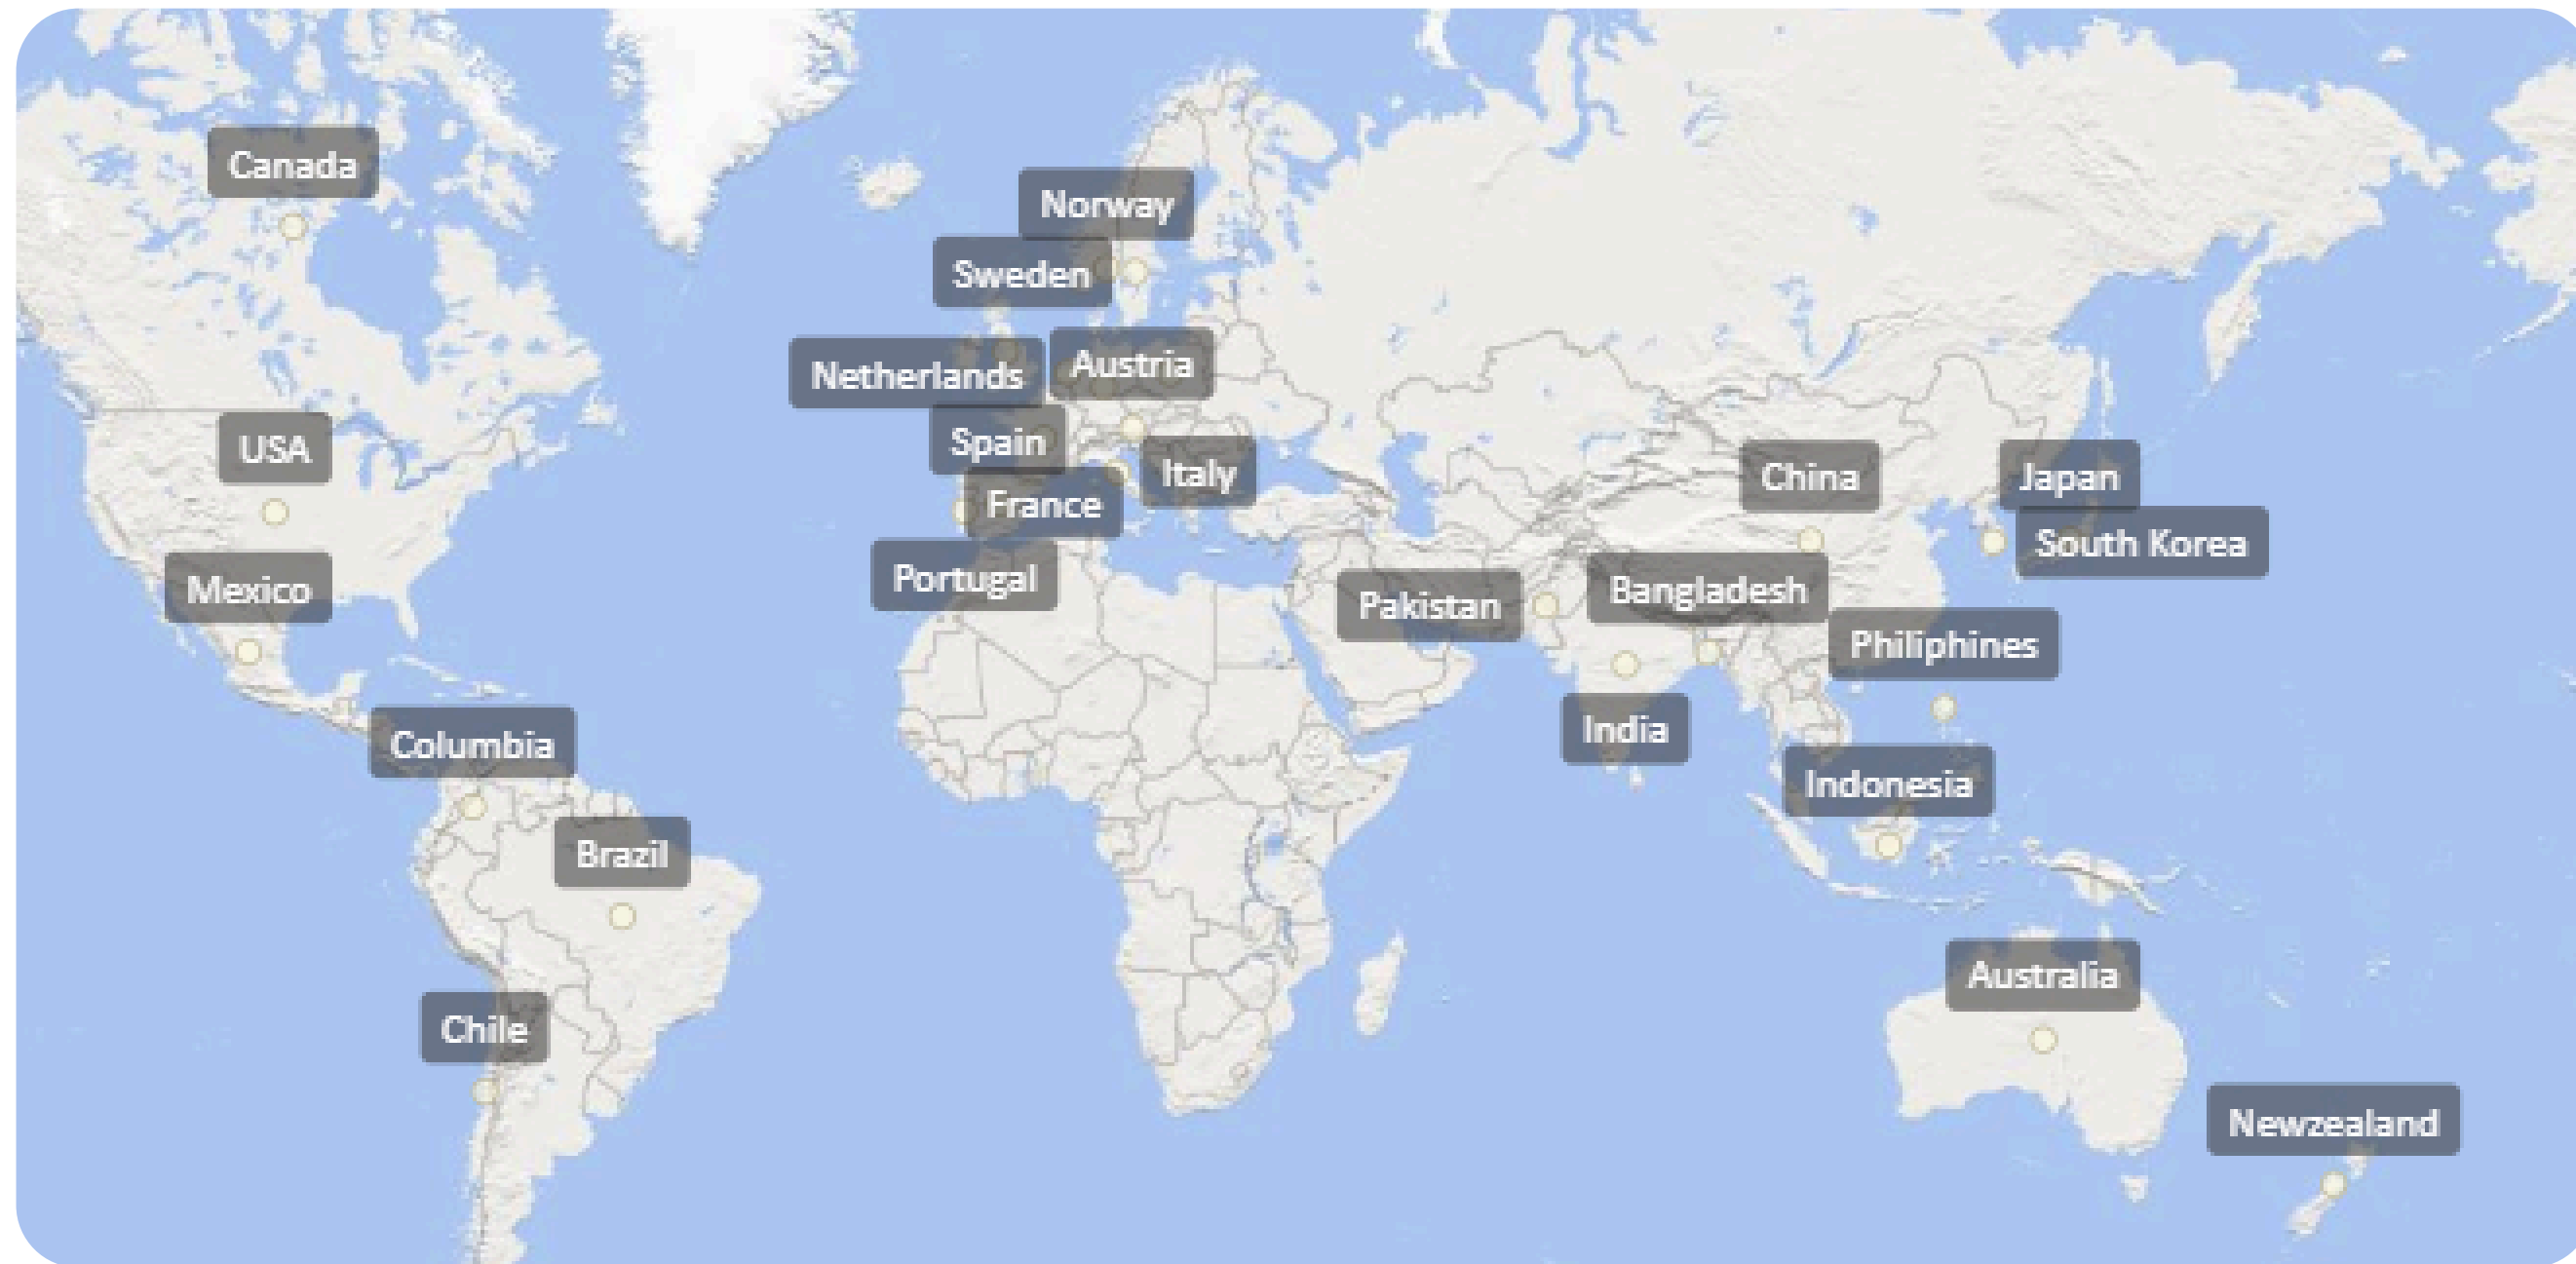 Canada
Norway
Sweden
Netherlands
Austria
USA
Spain
Italy
China
Japan
France
South Korea
Mexico
Portugal
Pakistan
Bangladesh
Philiphines
India
Columbia
Indonesia
Brazil
Australia
Chile
Newzealand